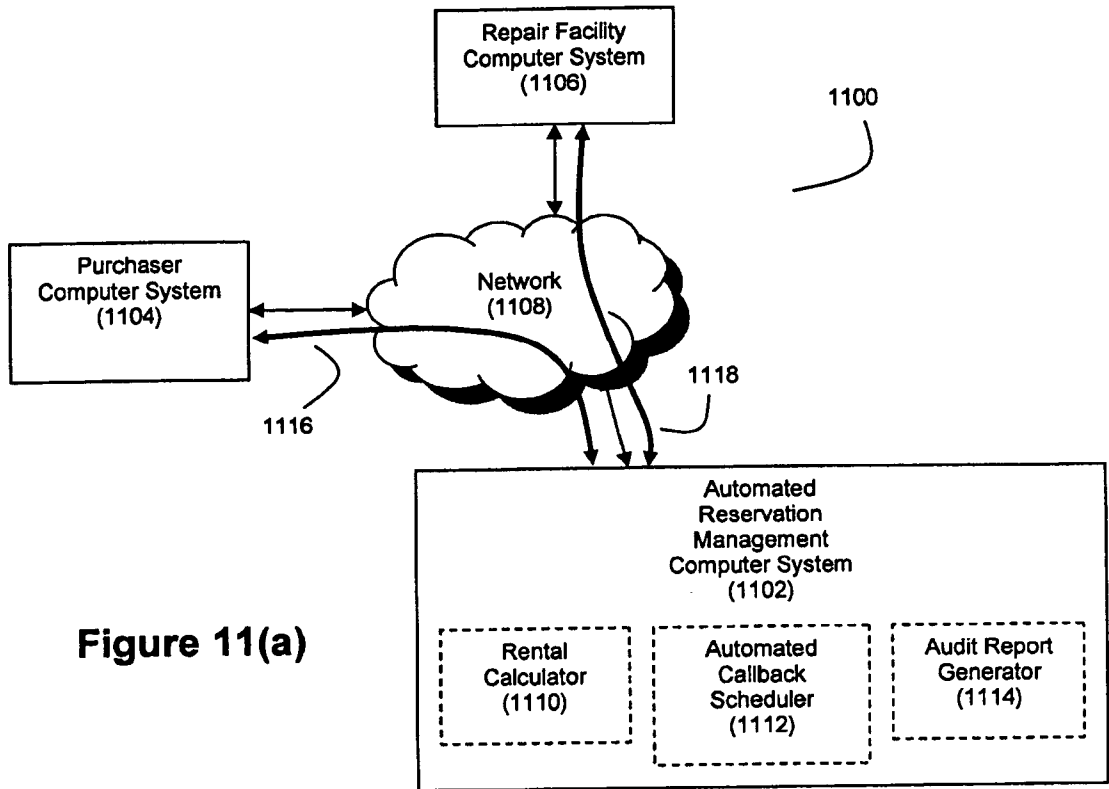 Repair Facility
Computer System
(1106)
1100
Purchaser
Computer System
(1104)
Network
(1108)
1116
1118
Automated
Reservation
Management
Computer System
(1102)
Figure 11(a)
Rental
Calculator
(1110)
Automated
Callback
Scheduler
(1112)
Audit Report
Generator
(1114)